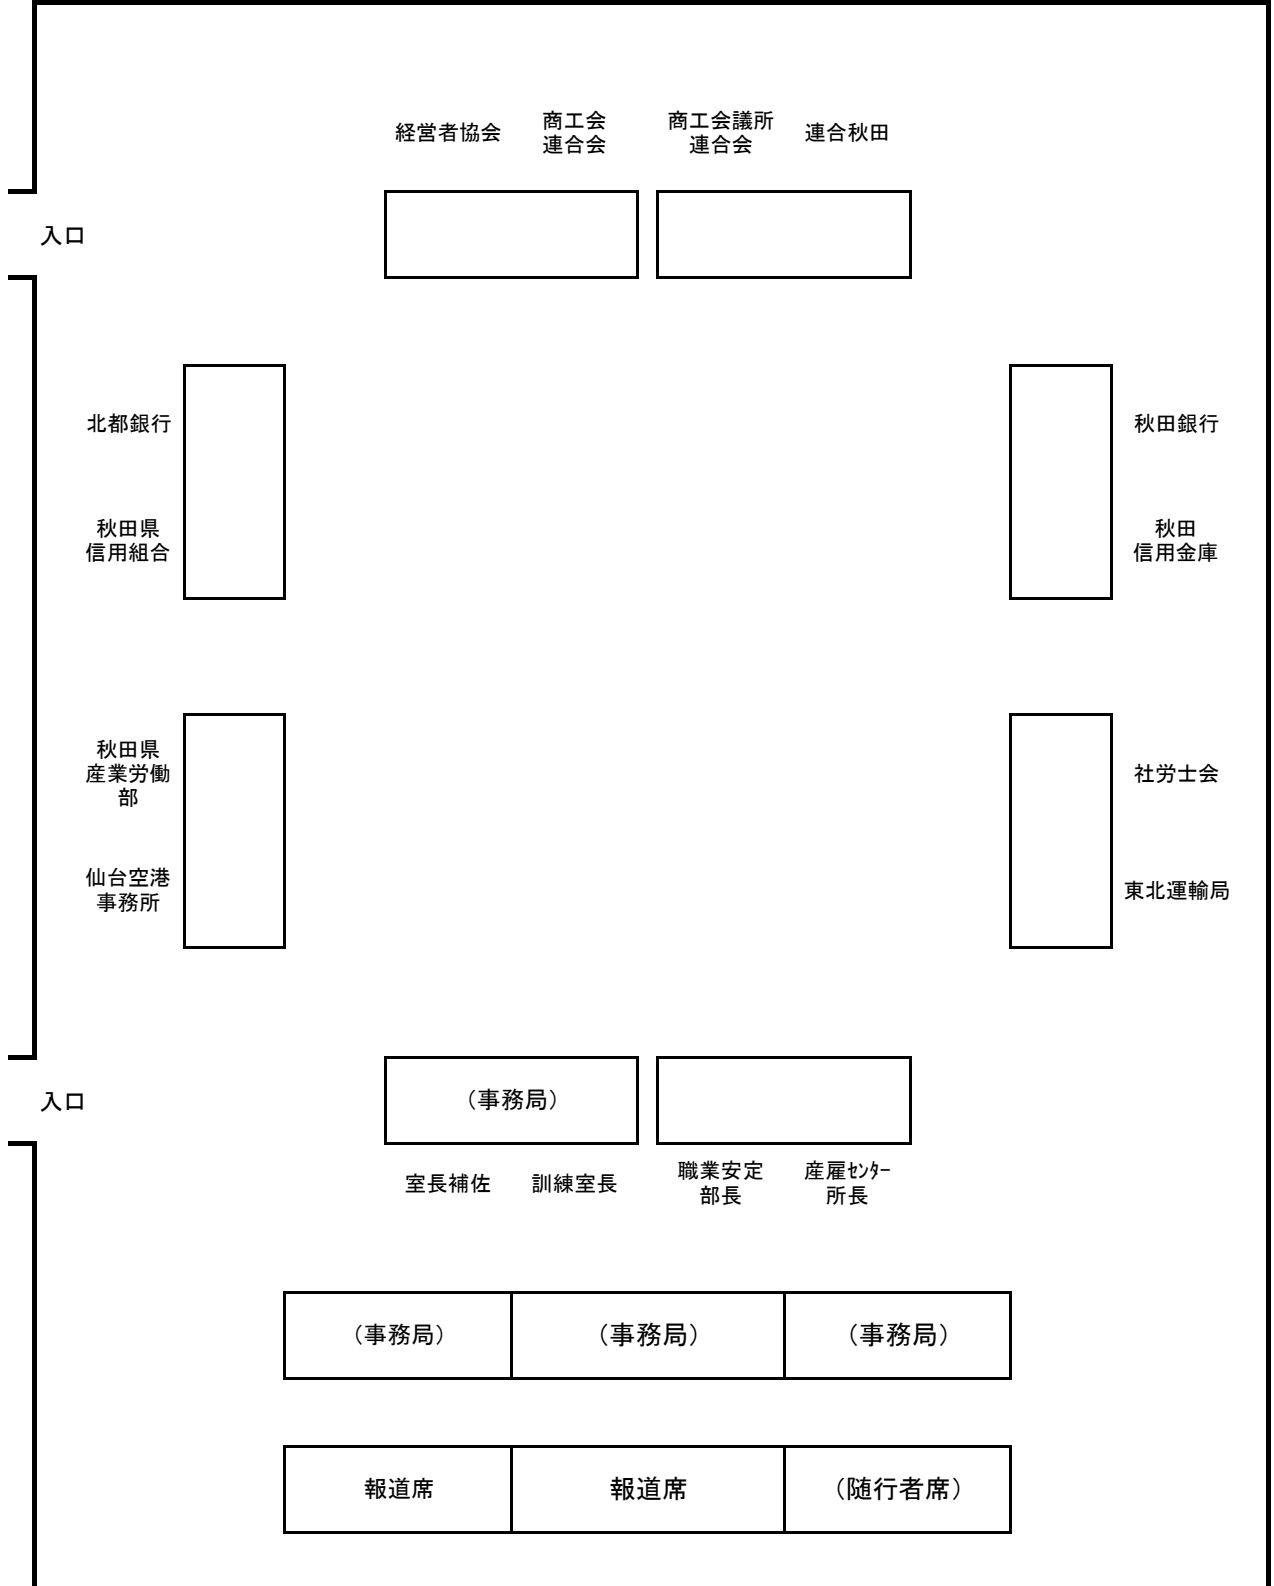 経営者協会
商工会
連合会
商工会議所
連合会
連合秋田
入口
北都銀行
秋田銀行
秋田県
信用組合
秋田
信用金庫
秋田県
産業労働
部
社労士会
仙台空港
事務所
東北運輸局
入口
（事務局）
室長補佐
訓練室長
職業安定
部長
産雇ｾﾝﾀｰ
所長
（事務局）
（事務局）
（事務局）
報道席
報道席
（随行者席）